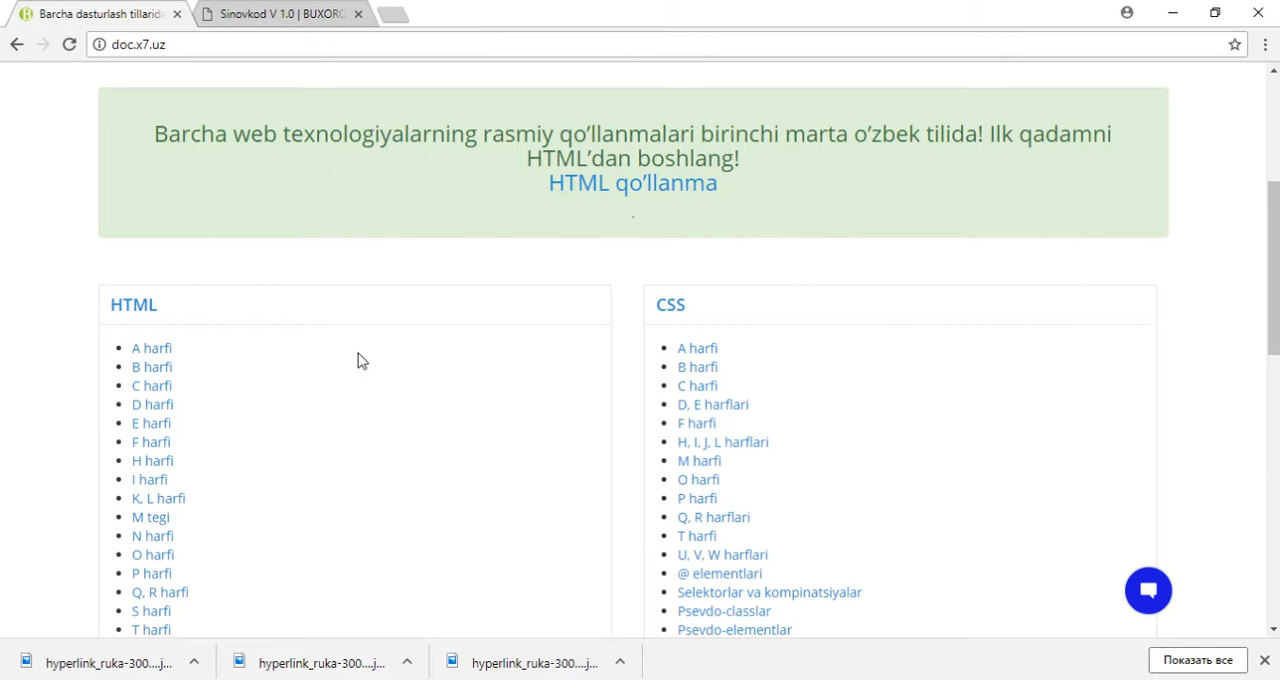 Barcha dasturlash tillarida
Sinovkod V 1.0 | BUXORO
doc.x7.uz
Barcha web texnologiyalarning rasmiy qo’llanmalari birinchi marta o’zbek tilida! Ilk qadamni
HTML’dan boshlang!
HTML qo’llanma
.
HTML
A harfi
B harfi
C harfi
D harfi
E harfi
F harfi
H harfi
I harfi
K, L harfi
M tegi
N harfi
O harfi
P harfi
Q, R harfi
S harfi
T harfi
CSS
A harfi
B harfi
C harfi
D, E harflari
F harfi
H, I, J, L harflari
M harfi
O harfi
P harfi
Q, R harflari
T harfi
U, V, W harflari
@ elementlari
Selektorlar va kompinatsiyalar
Psevdo-classlar
Psevdo-elementlar
hyperlink_ruka-300....j...
hyperlink_ruka-300....j...
hyperlink_ruka-300....j...
Показать все